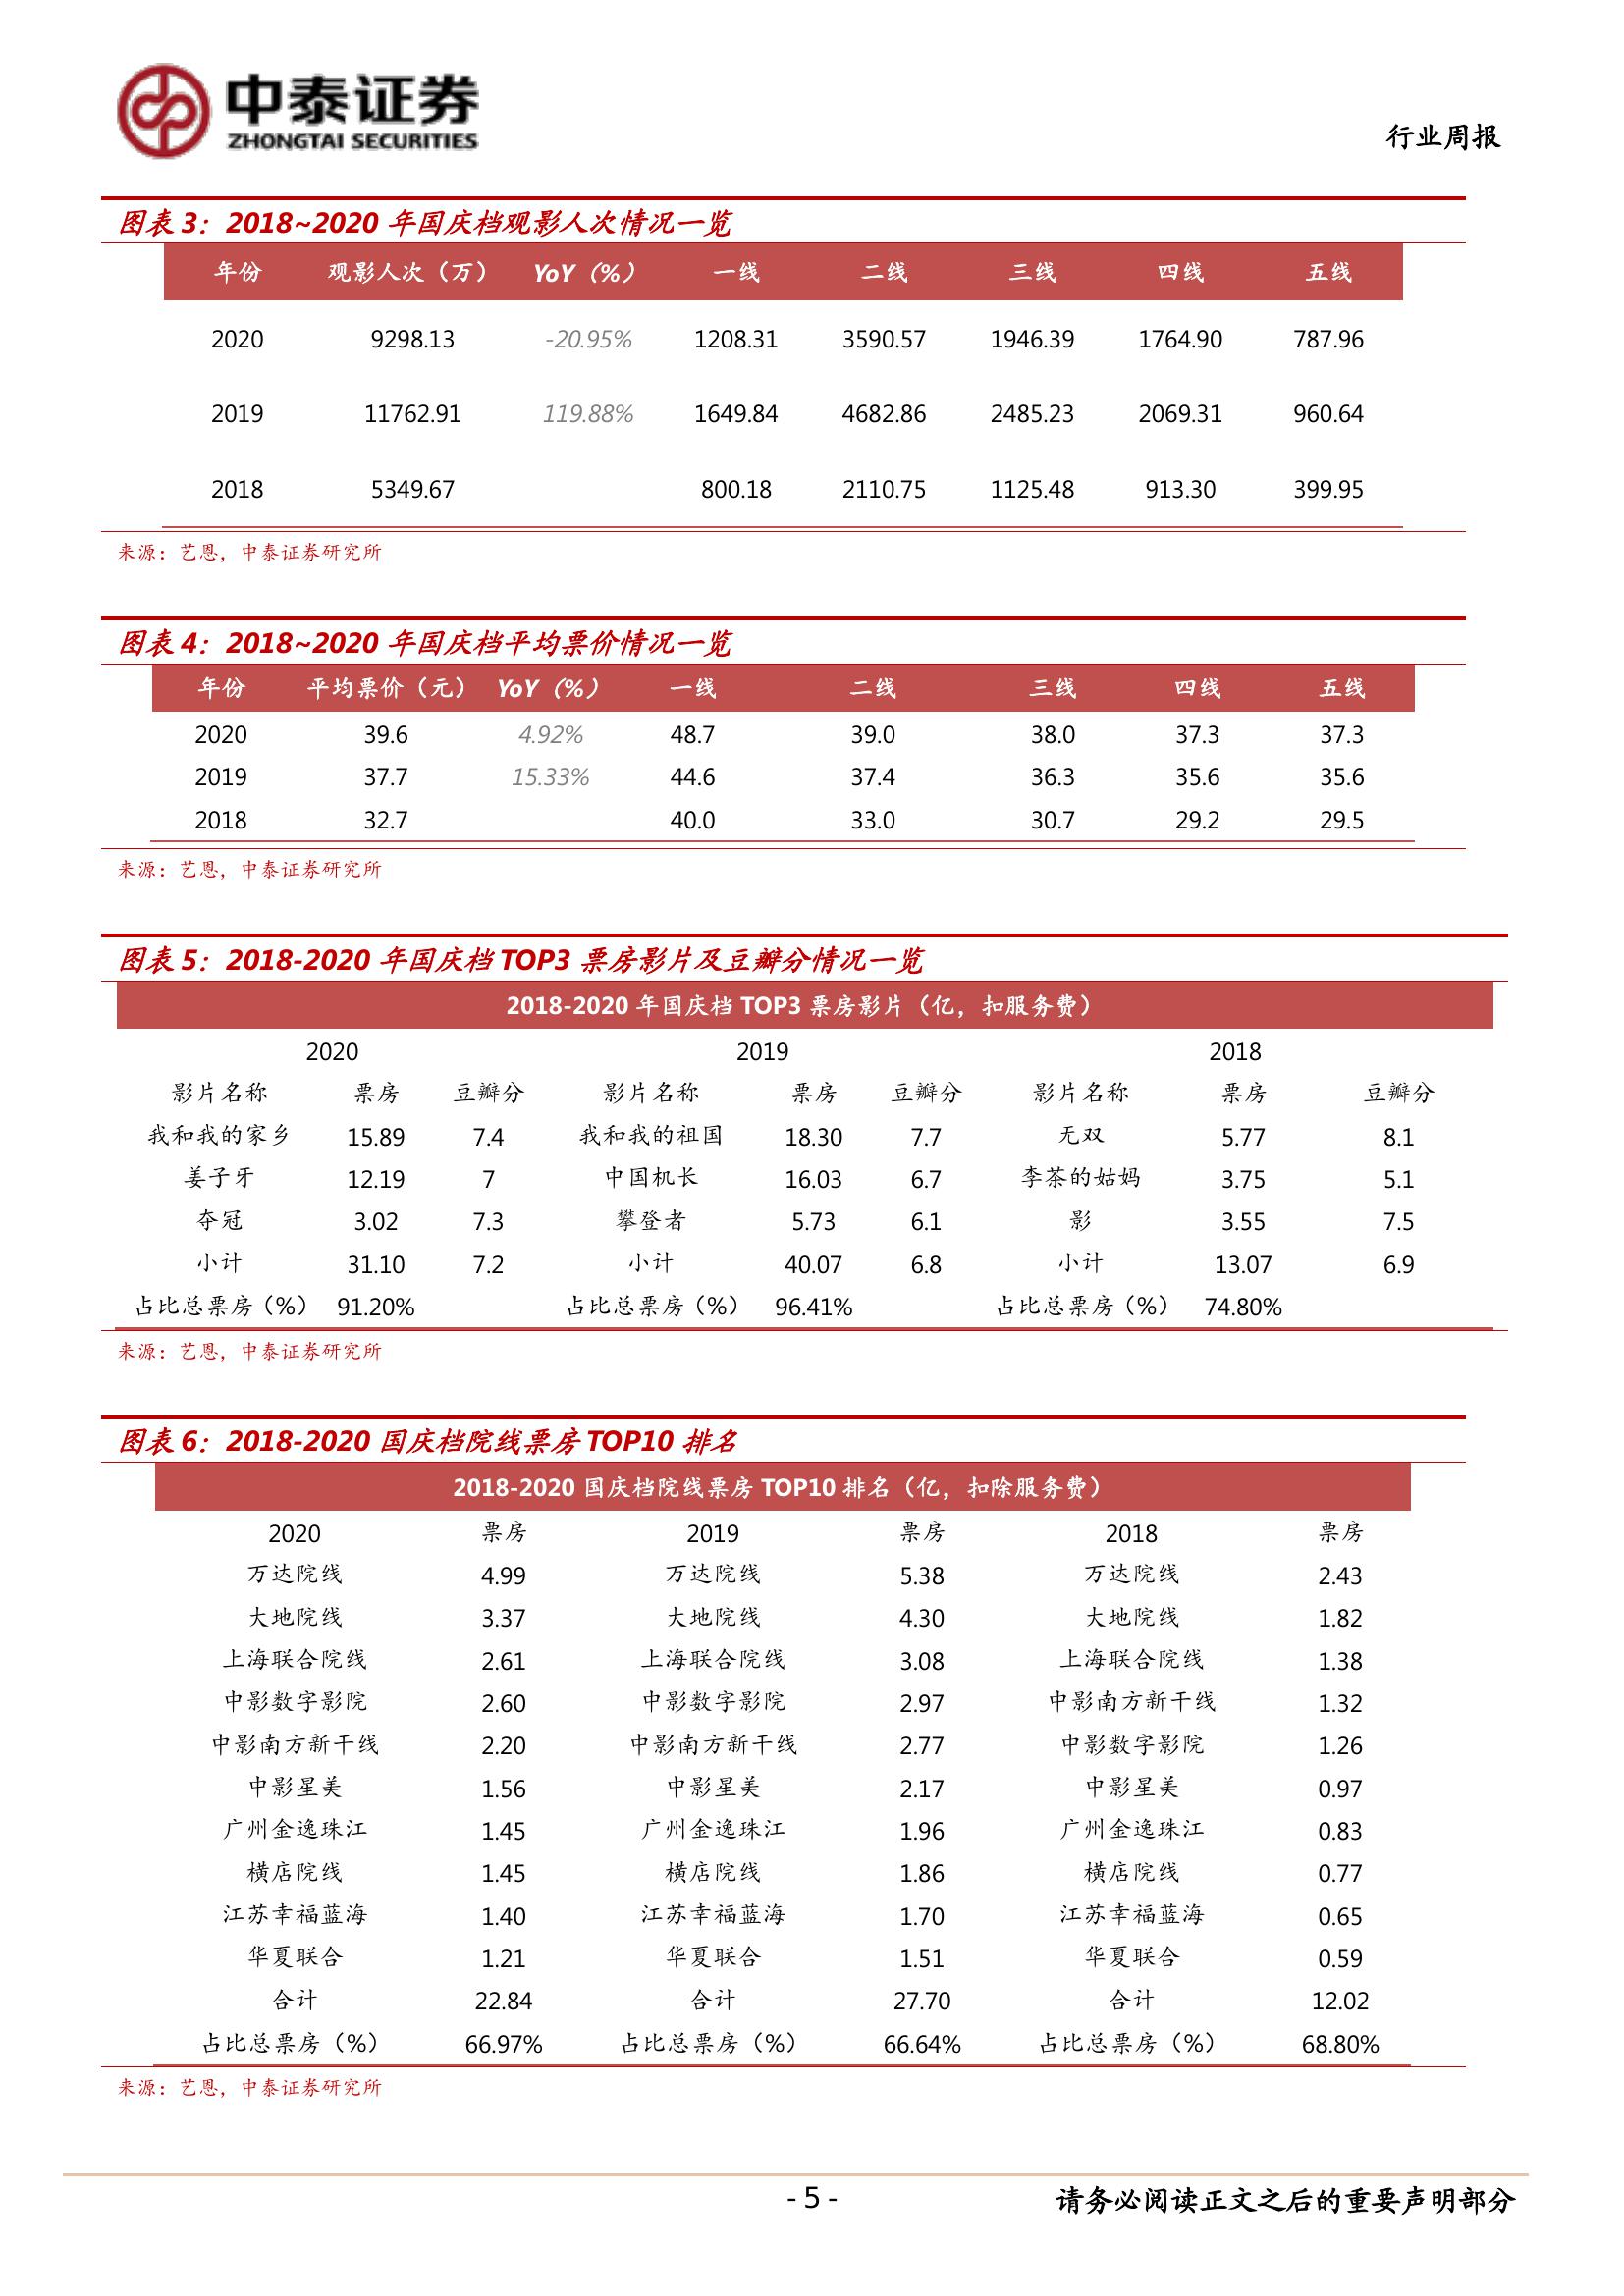 中泰证券
ZHONGTAI SECURITIES
行业周报
图表3：2018~2020 年国庆档观影人次情况一览
年份 观影人次（万） YoY（%） 一线 二线 三线 四线 五线
2020 9298.13 -20.95% 1208.31 3590.57 1946.39 1764.90 787.96
2019 11762.91 119.88% 1649.84 4682.86 2485.23 2069.31 960.64
2018 5349.67 800.18 2110.75 1125.48 913.30 399.95
来源：艺恩，中泰证券研究所
图表4：2018~2020 年国庆档平均票价情况一览
年份 平均票价（元） YoY（%） 一线 二线 三线 四线 五线
2020 39.6 4.92% 48.7 39.0 38.0 37.3 37.3
2019 37.7 15.33% 44.6 37.4 36.3 35.6 35.6
2018 32.7 40.0 33.0 30.7 29.2 29.5
来源：艺恩，中泰证券研究所
图表5：2018-2020 年国庆档 TOP3 票房影片及豆瓣分情况一览
2018-2020 年国庆档 TOP3 票房影片（亿，扣服务费）
2020 2019 2018
影片名称 票房 豆瓣分 影片名称 票房 豆瓣分 影片名称 票房 豆瓣分
我和我的家乡 15.89 7.4 我和我的祖国 18.30 7.7 无双 5.77 8.1
姜子牙 12.19 7 中国机长 16.03 6.7 李茶的姑妈 3.75 5.1
夺冠 3.02 7.3 攀登者 5.73 6.1 影 3.55 7.5
小计 31.10 7.2 小计 40.07 6.8 小计 13.07 6.9
占比总票房（%） 91.20% 占比总票房（%） 96.41% 占比总票房（%） 74.80%
来源：艺恩，中泰证券研究所
图表6：2018-2020 国庆档院线票房 TOP10 排名
2018-2020 国庆档院线票房 TOP10 排名（亿，扣除服务费）
2020 票房 2019 票房 2018 票房
万达院线 4.99 万达院线 5.38 万达院线 2.43
大地院线 3.37 大地院线 4.30 大地院线 1.82
上海联合院线 2.61 上海联合院线 3.08 上海联合院线 1.38
中影数字影院 2.60 中影数字影院 2.97 中影南方新干线 1.32
中影南方新干线 2.20 中影南方新干线 2.77 中影数字影院 1.26
中影星美 1.56 中影星美 2.17 中影星美 0.97
广州金逸珠江 1.45 广州金逸珠江 1.96 广州金逸珠江 0.83
横店院线 1.45 横店院线 1.86 横店院线 0.77
江苏幸福蓝海 1.40 江苏幸福蓝海 1.70 江苏幸福蓝海 0.65
华夏联合 1.21 华夏联合 1.51 华夏联合 0.59
合计 22.84 合计 27.70 合计 12.02
占比总票房（%） 66.97% 占比总票房（%） 66.64% 占比总票房（%） 68.80%
来源：艺恩，中泰证券研究所
- 5 -
请务必阅读正文之后的重要声明部分